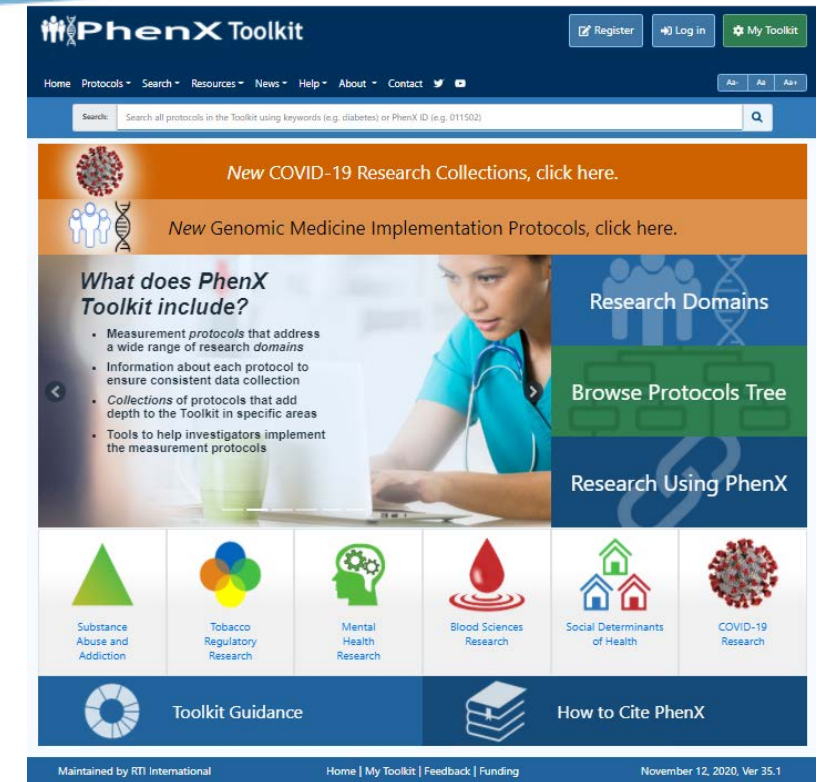 PhenX Toolkit
Register
Log in
My Toolkit
Home Protocols Search Resources News Help About Contact
Aa- Aa Aa+
Search: Search all protocols in the Toolkit using keywords (e.g. diabetes) or PhenX ID (e.g. 011502)
New COVID-19 Research Collections, click here.
New Genomic Medicine Implementation Protocols, click here.
What does PhenX
Toolkit include?
• Measurement protocols that address
a wide range of research domains
• Information about each protocol to
ensure consistent data collection
• Collections of protocols that add
depth to the Toolkit in specific areas
• Tools to help investigators implement
the measurement protocols
Research Domains
Browse Protocols Tree
Research Using PhenX
Substance
Abuse and
Addiction
Tobacco
Regulatory
Research
Mental
Health
Research
Blood Sciences
Research
Social Determinants
of Health
COVID-19
Research
Toolkit Guidance
How to Cite PhenX
Maintained by RTI International
Home | My Toolkit | Feedback | Funding
November 12, 2020, Ver 35.1